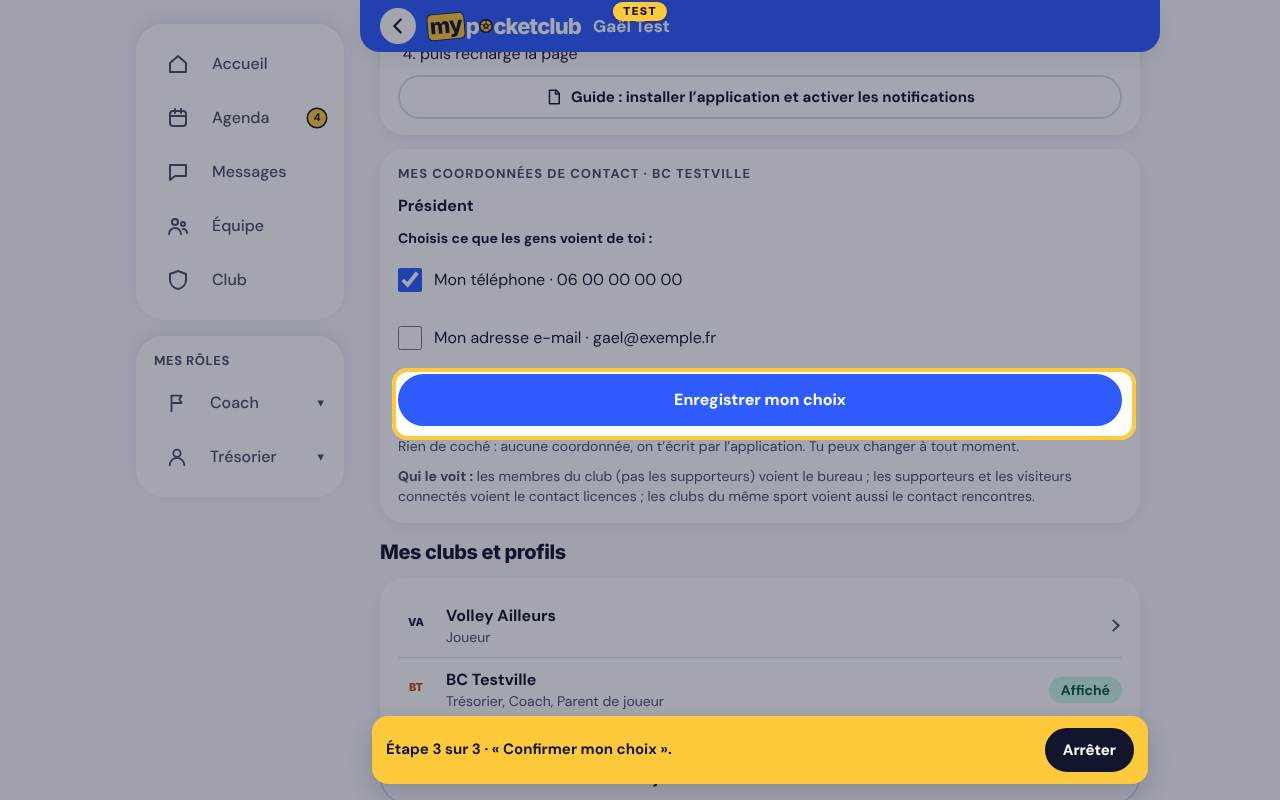 TEST
mypocketclub Gaël Test
Accueil
Agenda 4
Messages
Équipe
Club
MES RÔLES
Coach ▾
Trésorier ▾
4. puis recharge la page
Guide : installer l’application et activer les notifications
MES COORDONNÉES DE CONTACT · BC TESTVILLE
Président
Choisis ce que les gens voient de toi :
Mon téléphone · 06 00 00 00 00
Mon adresse e-mail · gael@exemple.fr
Enregistrer mon choix
Rien de coché : aucune coordonnée, on t’écrit par l’application. Tu peux changer à tout moment.
Qui le voit : les membres du club (pas les supporteurs) voient le bureau ; les supporteurs et les visiteurs
connectés voient le contact licences ; les clubs du même sport voient aussi le contact rencontres.
Mes clubs et profils
VA Volley Ailleurs
Joueur
BT BC Testville
Trésorier, Coach, Parent de joueur
Affiché
Étape 3 sur 3 · « Confirmer mon choix ».
Arrêter